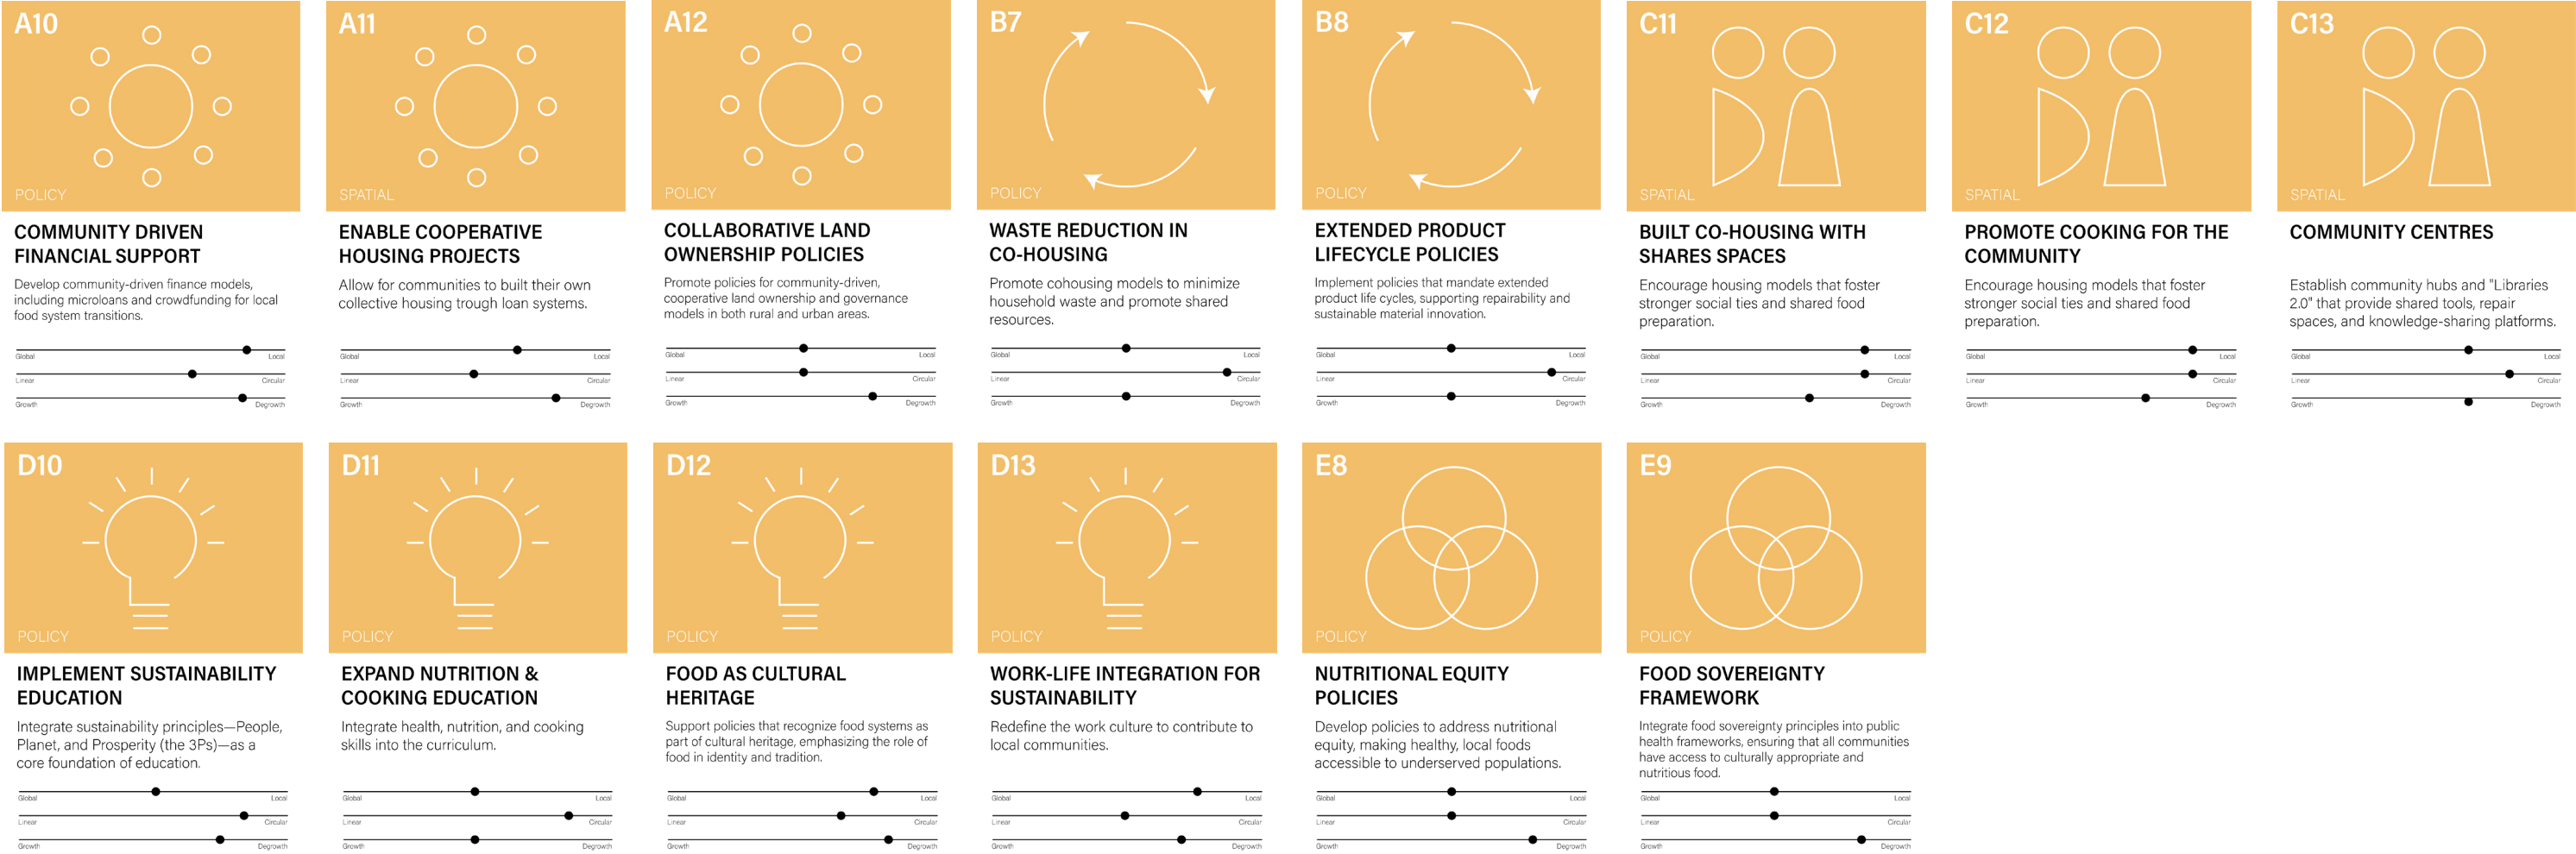 A10
POLICY
COMMUNITY DRIVEN
FINANCIAL SUPPORT
Develop community-driven finance models,
including microloans and crowdfunding for local
food system transitions.
Global Local
Linear Circular
Growth Degrowth
A11
SPATIAL
ENABLE COOPERATIVE
HOUSING PROJECTS
Allow for communities to built their own
collective housing trough loan systems.
Global Local
Linear Circular
Growth Degrowth
A12
POLICY
COLLABORATIVE LAND
OWNERSHIP POLICIES
Promote policies for community-driven,
cooperative land ownership and governance
models in both rural and urban areas.
Global Local
Linear Circular
Growth Degrowth
B7
POLICY
WASTE REDUCTION IN
CO-HOUSING
Promote cohousing models to minimize
household waste and promote shared
resources.
Global Local
Linear Circular
Growth Degrowth
B8
POLICY
EXTENDED PRODUCT
LIFECYCLE POLICIES
Implement policies that mandate extended
product life cycles, supporting repairability and
sustainable material innovation.
Global Local
Linear Circular
Growth Degrowth
C11
SPATIAL
BUILT CO-HOUSING WITH
SHARES SPACES
Encourage housing models that foster
stronger social ties and shared food
preparation.
Global Local
Linear Circular
Growth Degrowth
C12
SPATIAL
PROMOTE COOKING FOR THE
COMMUNITY
Encourage housing models that foster
stronger social ties and shared food
preparation.
Global Local
Linear Circular
Growth Degrowth
C13
SPATIAL
COMMUNITY CENTRES
Establish community hubs and "Libraries
2.0" that provide shared tools, repair
spaces, and knowledge-sharing platforms.
Global Local
Linear Circular
Growth Degrowth
D10
POLICY
IMPLEMENT SUSTAINABILITY
EDUCATION
Integrate sustainability principles—People,
Planet, and Prosperity (the 3Ps)—as a
core foundation of education.
Global Local
Linear Circular
Growth Degrowth
D11
POLICY
EXPAND NUTRITION &
COOKING EDUCATION
Integrate health, nutrition, and cooking
skills into the curriculum.
Global Local
Linear Circular
Growth Degrowth
D12
POLICY
FOOD AS CULTURAL
HERITAGE
Support policies that recognize food systems as
part of cultural heritage, emphasizing the role of
food in identity and tradition.
Global Local
Linear Circular
Growth Degrowth
D13
POLICY
WORK-LIFE INTEGRATION FOR
SUSTAINABILITY
Redefine the work culture to contribute to
local communities.
Global Local
Linear Circular
Growth Degrowth
E8
POLICY
NUTRITIONAL EQUITY
POLICIES
Develop policies to address nutritional
equity, making healthy, local foods
accessible to underserved populations.
Global Local
Linear Circular
Growth Degrowth
E9
POLICY
FOOD SOVEREIGNTY
FRAMEWORK
Integrate food sovereignty principles into public
health frameworks, ensuring that all communities
have access to culturally appropriate and
nutritious food.
Global Local
Linear Circular
Growth Degrowth